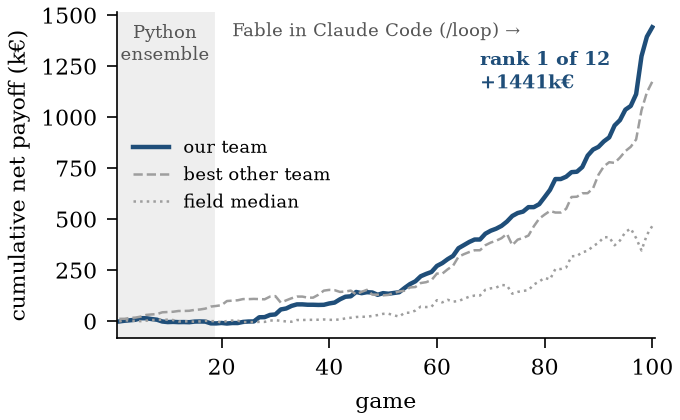 1500
1250
1000
750
500
250
0
cumulative net payoff (k€)
Python
ensemble
Fable in Claude Code (/loop) →
rank 1 of 12
+1441k€
our team
best other team
field median
20
40
60
80
100
game